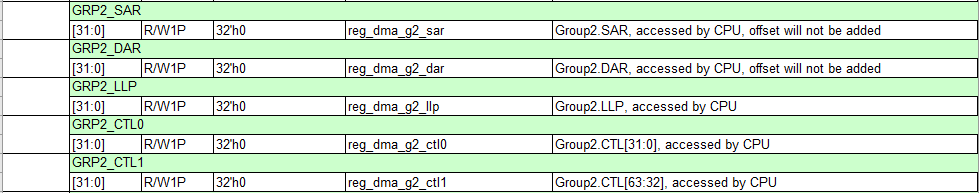 GRP2_SAR
[31:0] R/W1P 32'h0 reg_dma_g2_sar Group2.SAR, accessed by CPU, offset will not be added
GRP2_DAR
[31:0] R/W1P 32'h0 reg_dma_g2_dar Group2.DAR, accessed by CPU, offset will not be added
GRP2_LLP
[31:0] R/W1P 32'h0 reg_dma_g2_llp Group2.LLP, accessed by CPU
GRP2_CTL0
[31:0] R/W1P 32'h0 reg_dma_g2_ctl0 Group2.CTL[31:0], accessed by CPU
GRP2_CTL1
[31:0] R/W1P 32'h0 reg_dma_g2_ctl1 Group2.CTL[63:32], accessed by CPU